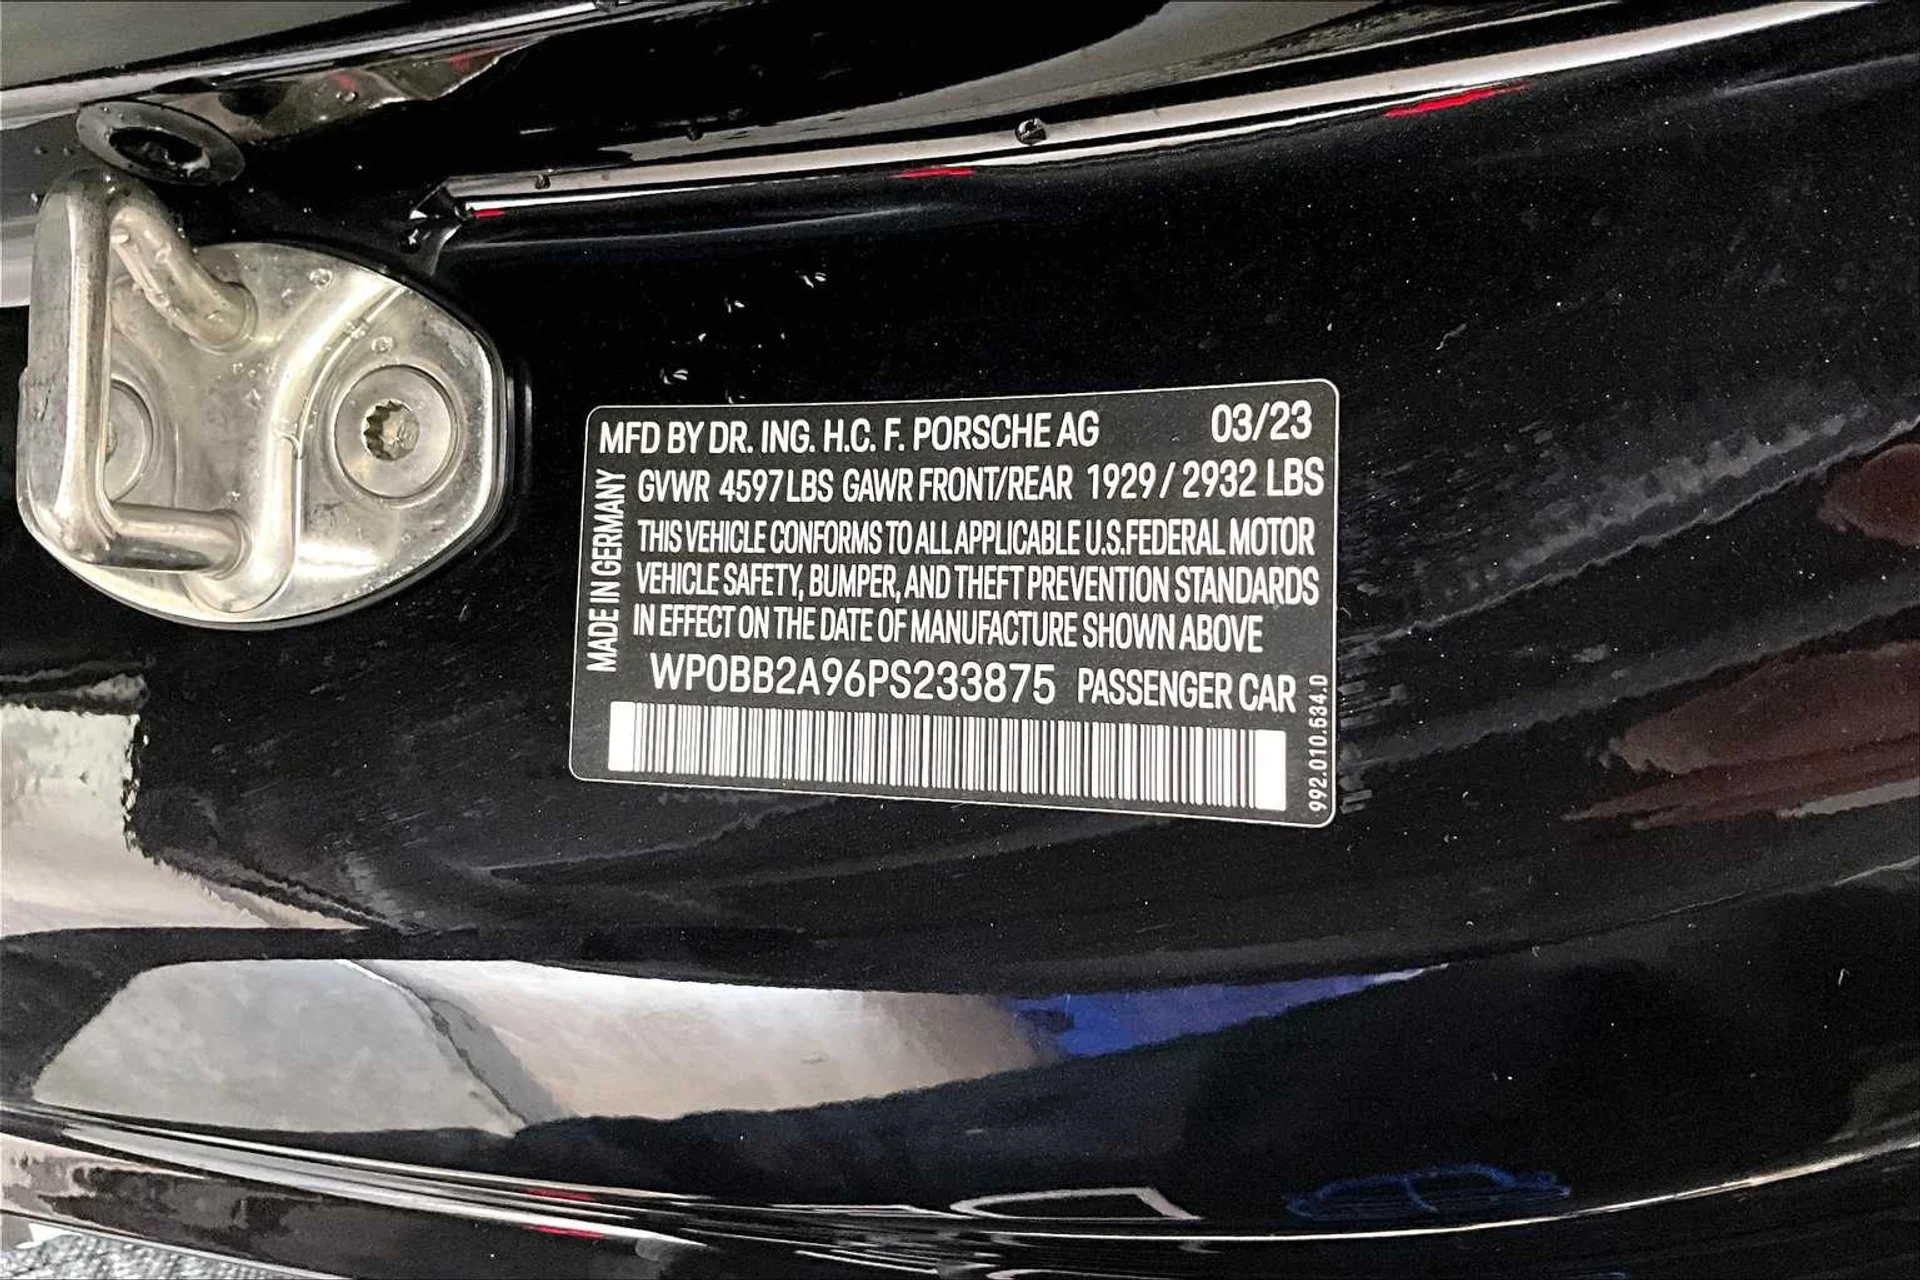 MFD BY DR. ING. H.C. F. PORSCHE AG 03/23
GVWR 4597 LBS GAWR FRONT/REAR 1929 / 2932 LBS
THIS VEHICLE CONFORMS TO ALL APPLICABLE U.S. FEDERAL MOTOR
VEHICLE SAFETY, BUMPER, AND THEFT PREVENTION STANDARDS
IN EFFECT ON THE DATE OF MANUFACTURE SHOWN ABOVE
WP0BB2A96PS233875 PASSENGER CAR
MADE IN GERMANY
992.010.534.D